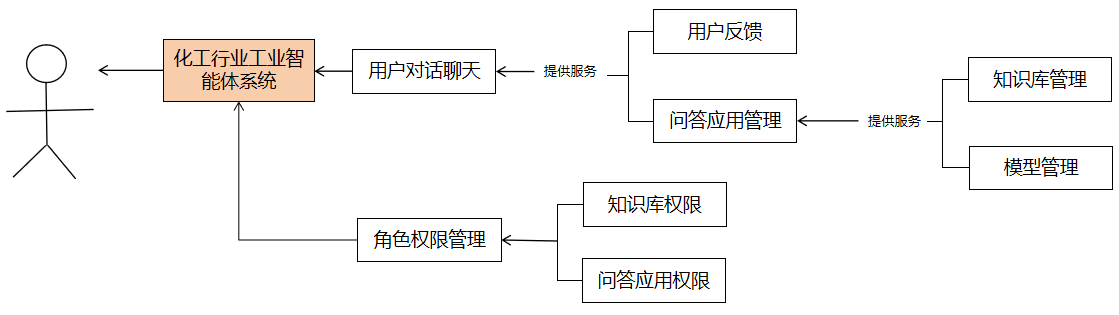 化工行业工业智
能体系统
用户对话聊天
提供服务
用户反馈
问答应用管理
提供服务
知识库管理
模型管理
角色权限管理
知识库权限
问答应用权限